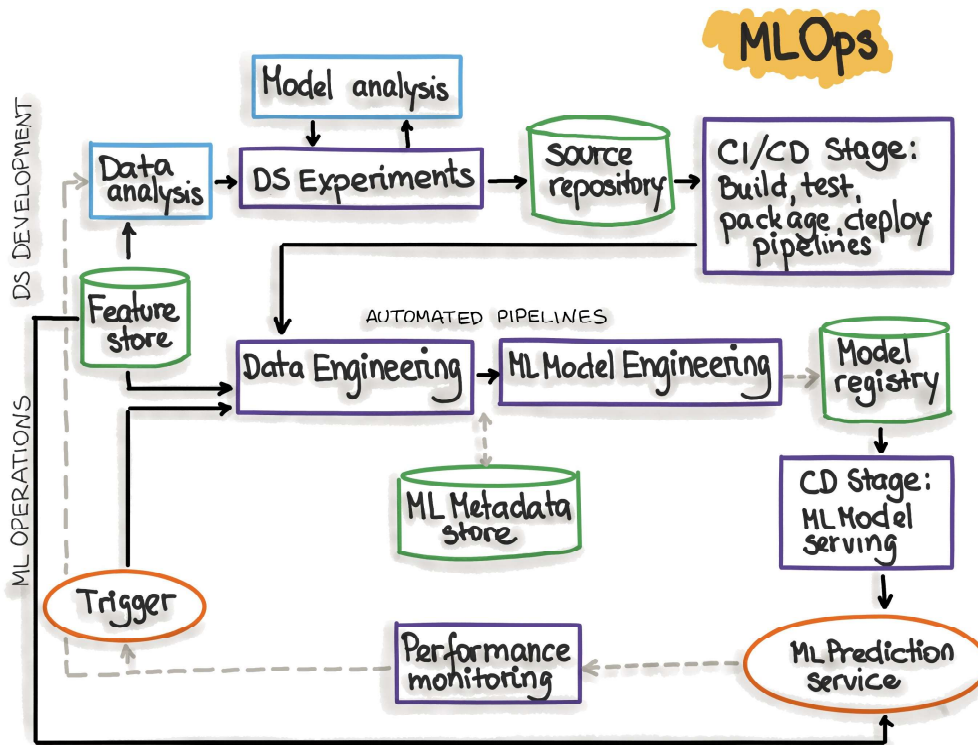 MLOps
DS DEVELOPMENT
Model analysis
Data
analysis
DS Experiments
source
repository
CI/CD Stage:
Build, test,
package, deploy
pipelines
Feature
store
AUTOMATED PIPELINES
Data Engineering
ML Model Engineering
Model
registry
ML OPERATIONS
ML Metadata
store
CD Stage:
ML Model
serving
Trigger
Performance
monitoring
ML Prediction
service